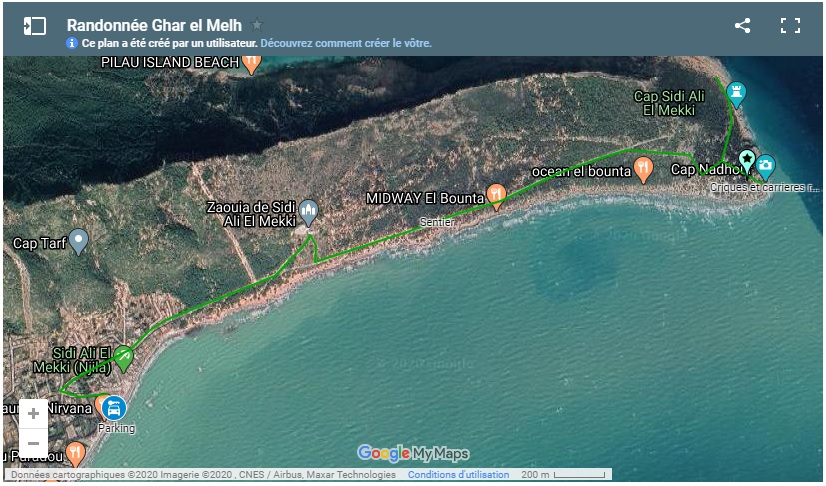 Randonnée Ghar el Melh
Ce plan a été créé par un utilisateur. Découvrez comment créer le vôtre.
PILAU ISLAND BEACH
Cap Sidi Ali
El Mekki
ocean el bounta
Cap Nadhour
Criques et carrieres r...
MIDWAY El Bounta
Zaouia de Sidi
Ali El Mekki
Sentier
Cap Tarf
Sidi Ali El
Mekki (Njila)
Nirvana
Parking
+
−
Paradou
Google My Maps
Données cartographiques ©2020 Imagerie ©2020 , CNES / Airbus, Maxar Technologies Conditions d'utilisation 200 m